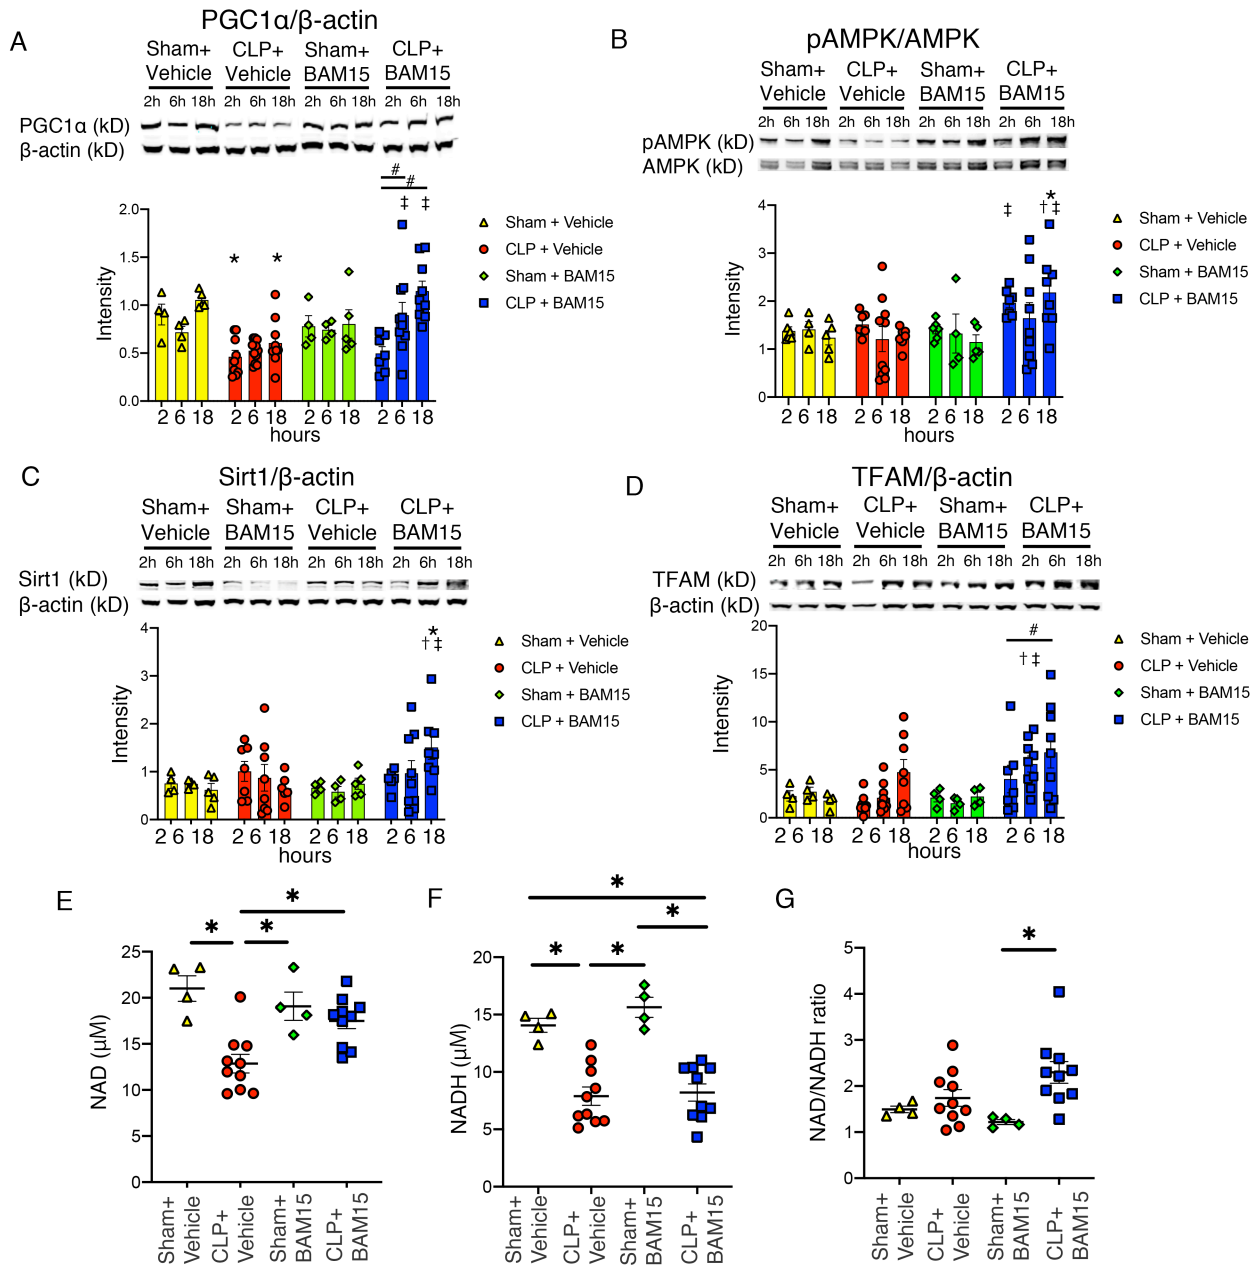 A
PGC1α/β-actin
Sham+ CLP+ Sham+ CLP+
Vehicle Vehicle BAM15 BAM15
2h 6h 18h 2h 6h 18h 2h 6h 18h 2h 6h 18h
PGC1α (kD)
β-actin (kD)
#
#
‡ ‡
* *
2.0
1.5
1.0
0.5
0.0
Intensity
2 6 18 2 6 18 2 6 18 2 6 18
hours
Sham + Vehicle
CLP + Vehicle
Sham + BAM15
CLP + BAM15
B
pAMPK/AMPK
Sham+ CLP+ Sham+ CLP+
Vehicle Vehicle BAM15 BAM15
2h 6h 18h 2h 6h 18h 2h 6h 18h 2h 6h 18h
pAMPK (kD)
AMPK (kD)
*
‡ †‡
4
3
2
1
0
Intensity
2 6 18 2 6 18 2 6 18 2 6 18
hours
Sham + Vehicle
CLP + Vehicle
Sham + BAM15
CLP + BAM15
C
Sirt1/β-actin
Sham+ Sham+ CLP+ CLP+
Vehicle BAM15 Vehicle BAM15
2h 6h 18h 2h 6h 18h 2h 6h 18h 2h 6h 18h
Sirt1 (kD)
β-actin (kD)
*
†‡
4
3
2
1
0
Intensity
2 6 18 2 6 18 2 6 18 2 6 18
hours
Sham + Vehicle
CLP + Vehicle
Sham + BAM15
CLP + BAM15
D
TFAM/β-actin
Sham+ CLP+ Sham+ CLP+
Vehicle Vehicle BAM15 BAM15
2h 6h 18h 2h 6h 18h 2h 6h 18h 2h 6h 18h
TFAM (kD)
β-actin (kD)
#
† ‡
20
15
10
5
0
Intensity
2 6 18 2 6 18 2 6 18 2 6 18
hours
Sham + Vehicle
CLP + Vehicle
Sham + BAM15
CLP + BAM15
E
*
* *
25
20
15
10
5
0
NAD (µM)
Sham+
Vehicle
CLP+
Vehicle
Sham+
BAM15
CLP+
BAM15
F
*
*
* *
20
15
10
5
0
NADH (µM)
Sham+
Vehicle
CLP+
Vehicle
Sham+
BAM15
CLP+
BAM15
G
*
5
4
3
2
1
0
NAD/NADH ratio
Sham+
Vehicle
CLP+
Vehicle
Sham+
BAM15
CLP+
BAM15